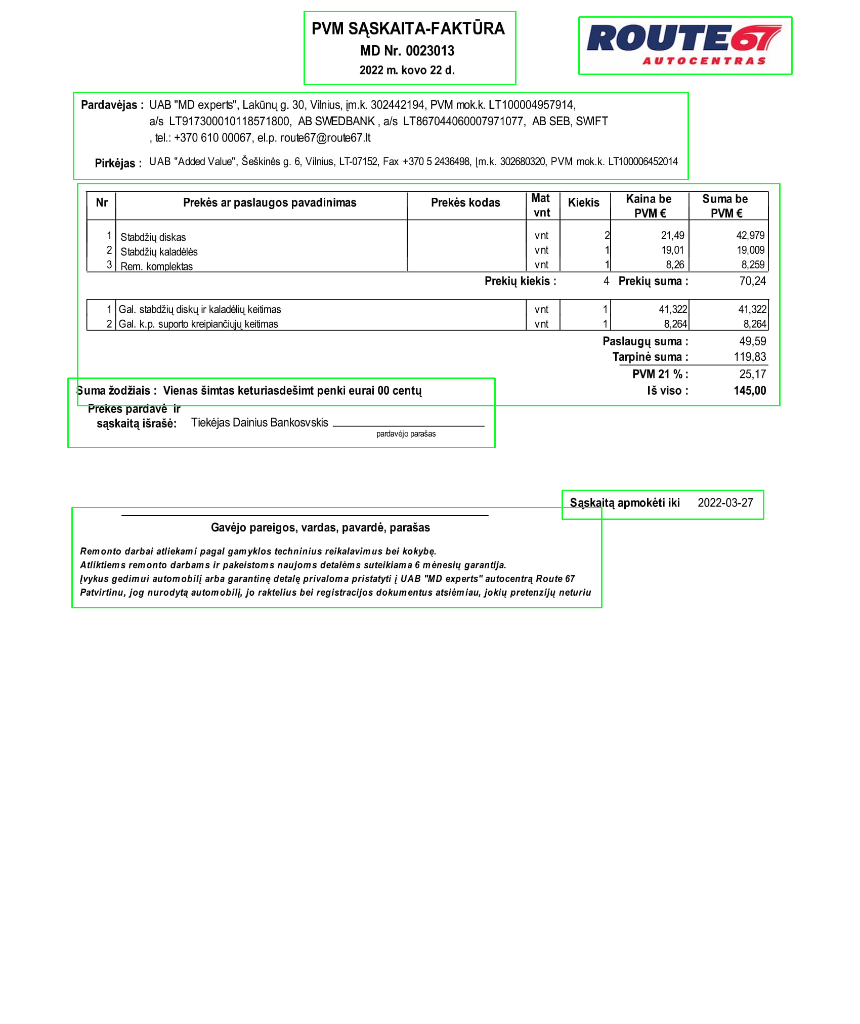 PVM SĄSKAITA-FAKTŪRA
MD Nr. 0023013
2022 m. kovo 22 d.
ROUTE 67
AUTOCENTRAS
Pardavėjas : UAB "MD experts", Lakūnų g. 30, Vilnius, įm.k. 302442194, PVM mok.k. LT100004957914,
a/s LT917300010118571800, AB SWEDBANK , a/s LT867044060007971077, AB SEB, SWIFT
, tel.: +370 610 00067, el.p. route67@route67.lt
Pirkėjas : UAB "Added Value", Šeškinės g. 6, Vilnius, LT-07152, Fax +370 5 2436498, Įm.k. 302680320, PVM mok.k. LT100006452014
Nr Prekės ar paslaugos pavadinimas Prekės kodas Mat vnt Kiekis Kaina be PVM € Suma be PVM €
1 Stabdžių diskas vnt 2 21,49 42,979
2 Stabdžių kaladėlės vnt 1 19,01 19,009
3 Rem. komplektas vnt 1 8,26 8,259
Prekių kiekis : 4 Prekių suma : 70,24
1 Gal. stabdžių diskų ir kaladėlių keitimas vnt 1 41,322 41,322
2 Gal. k.p. suporto kreipiančiųjų keitimas vnt 1 8,264 8,264
Paslaugų suma : 49,59
Tarpinė suma : 119,83
PVM 21 % : 25,17
Suma žodžiais : Vienas šimtas keturiasdešimt penki eurai 00 centų Iš viso : 145,00
Prekes pardavė ir
sąskaitą išrašė: Tiekėjas Dainius Bankosvskis
pardavėjo parašas
Sąskaitą apmokėti iki 2022-03-27
Gavėjo pareigos, vardas, pavardė, parašas
Remonto darbai atliekami pagal gamyklos techninius reikalavimus bei kokybę.
Atliktiems remonto darbams ir pakeistoms naujoms detalėms suteikiama 6 mėnesių garantija.
Įvykus gedimui automobilį arba garantinę detalę privaloma pristatyti į UAB "MD experts" autocentrą Route 67
Patvirtinu, jog nurodytą automobilį, jo raktelius bei registracijos dokumentus atsiėmiau, jokių pretenzijų neturiu